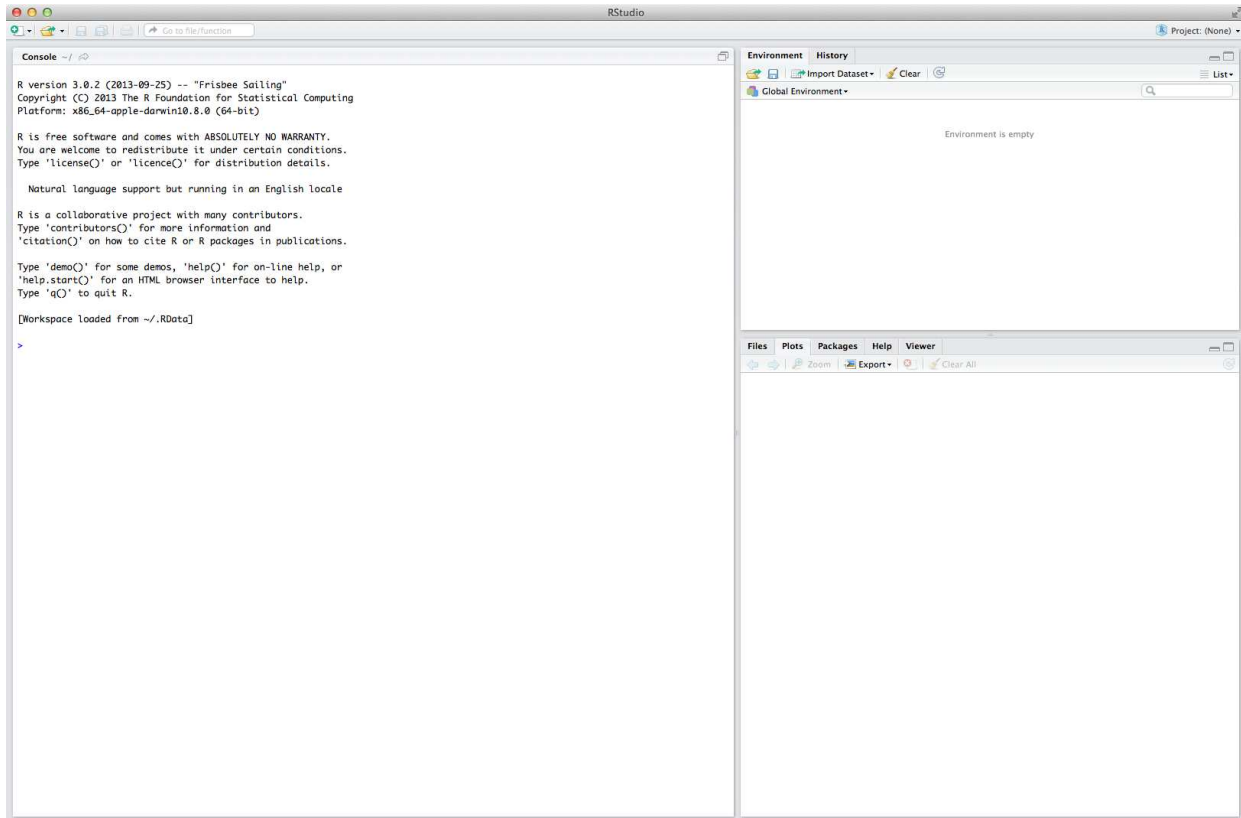 RStudio
Go to file/function
Project: (None)
Console ~/
R version 3.0.2 (2013-09-25) -- "Frisbee Sailing"
Copyright (C) 2013 The R Foundation for Statistical Computing
Platform: x86_64-apple-darwin10.8.0 (64-bit)
R is free software and comes with ABSOLUTELY NO WARRANTY.
You are welcome to redistribute it under certain conditions.
Type 'license()' or 'licence()' for distribution details.
Natural language support but running in an English locale
R is a collaborative project with many contributors.
Type 'contributors()' for more information and
'citation()' on how to cite R or R packages in publications.
Type 'demo()' for some demos, 'help()' for on-line help, or
'help.start()' for an HTML browser interface to help.
Type 'q()' to quit R.
[Workspace loaded from ~/.RData]
>
Environment History
Import Dataset Clear List
Global Environment
Environment is empty
Files Plots Packages Help Viewer
Zoom Export Clear All